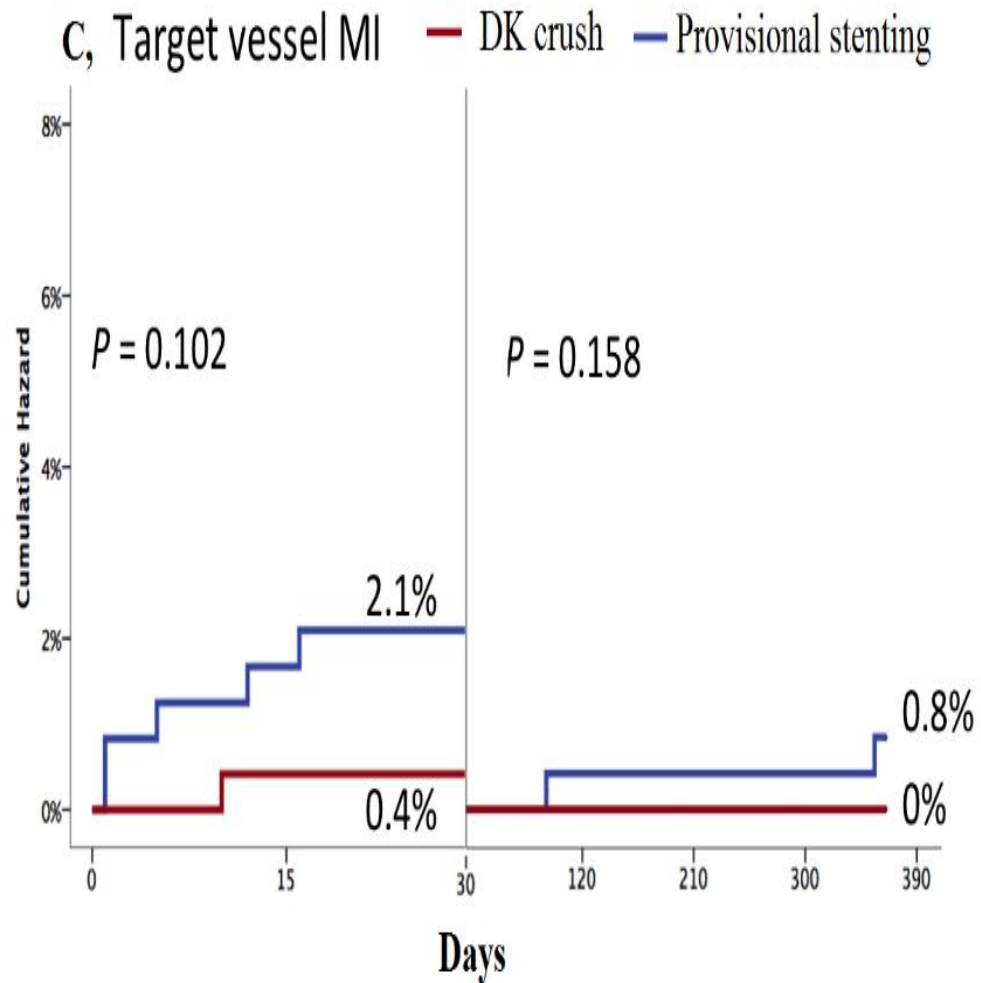 C, Target vessel MI DK crush Provisional stenting
8%
6%
4%
2%
0%
Cumulative Hazard
P = 0.102
P = 0.158
2.1%
0.4%
0.8%
0%
0 15 30 120 210 300 390
Days